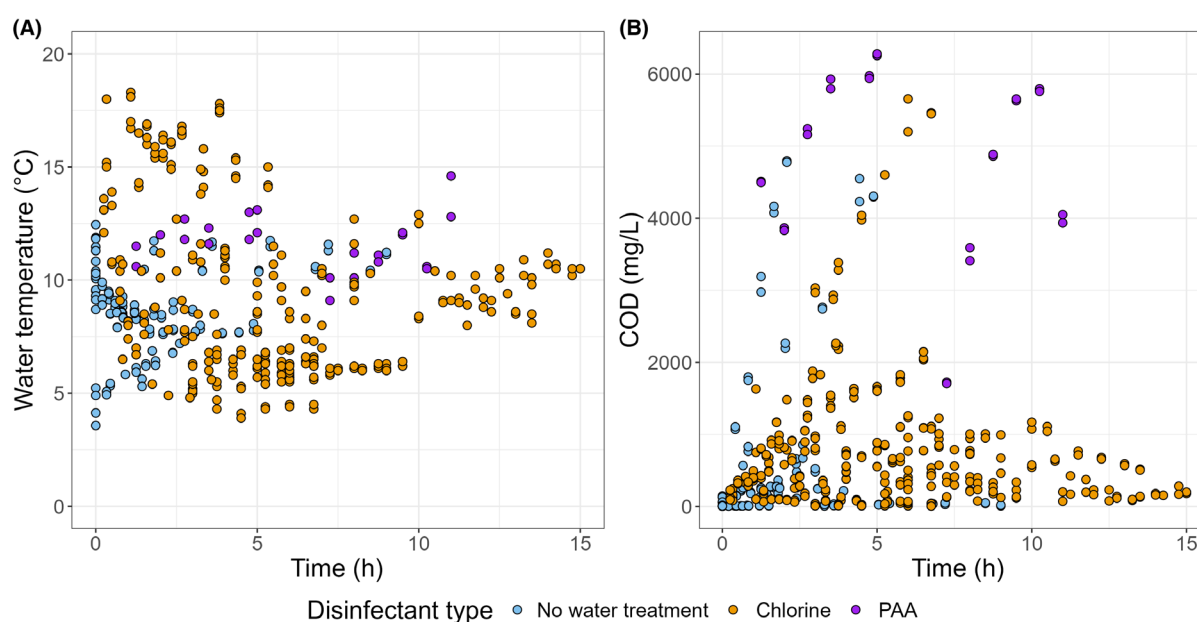 (A)
(B)
20
15
10
5
0
Water temperature (°C)
0 5 10 15
Time (h)
6000
4000
2000
0
COD (mg/L)
0 5 10 15
Time (h)
Disinfectant type No water treatment Chlorine PAA